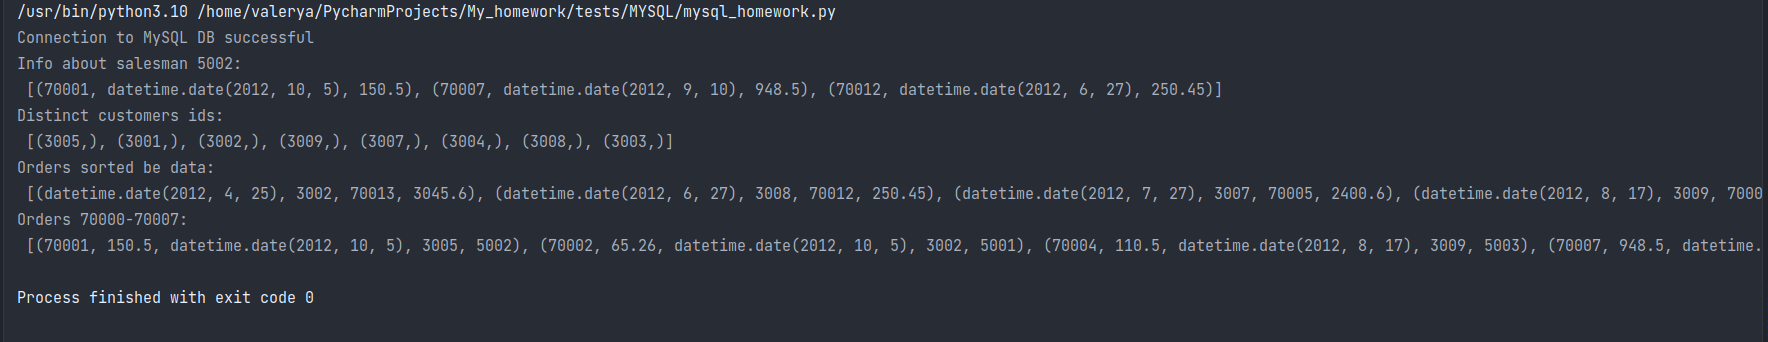 /usr/bin/python3.10 /home/valerya/PycharmProjects/My_homework/tests/MYSQL/mysql_homework.py
Connection to MySQL DB successful
Info about salesman 5002:
[(70001, datetime.date(2012, 10, 5), 150.5), (70007, datetime.date(2012, 9, 10), 948.5), (70012, datetime.date(2012, 6, 27), 250.45)]
Distinct customers ids:
[(3005,), (3001,), (3002,), (3009,), (3007,), (3004,), (3008,), (3003,)]
Orders sorted be data:
[(datetime.date(2012, 4, 25), 3002, 70013, 3045.6), (datetime.date(2012, 6, 27), 3008, 70012, 250.45), (datetime.date(2012, 7, 27), 3007, 70005, 2400.6), (datetime.date(2012, 8, 17), 3009, 7000
Orders 70000-70007:
[(70001, 150.5, datetime.date(2012, 10, 5), 3005, 5002), (70002, 65.26, datetime.date(2012, 10, 5), 3002, 5001), (70004, 110.5, datetime.date(2012, 8, 17), 3009, 5003), (70007, 948.5, datetime.
Process finished with exit code 0